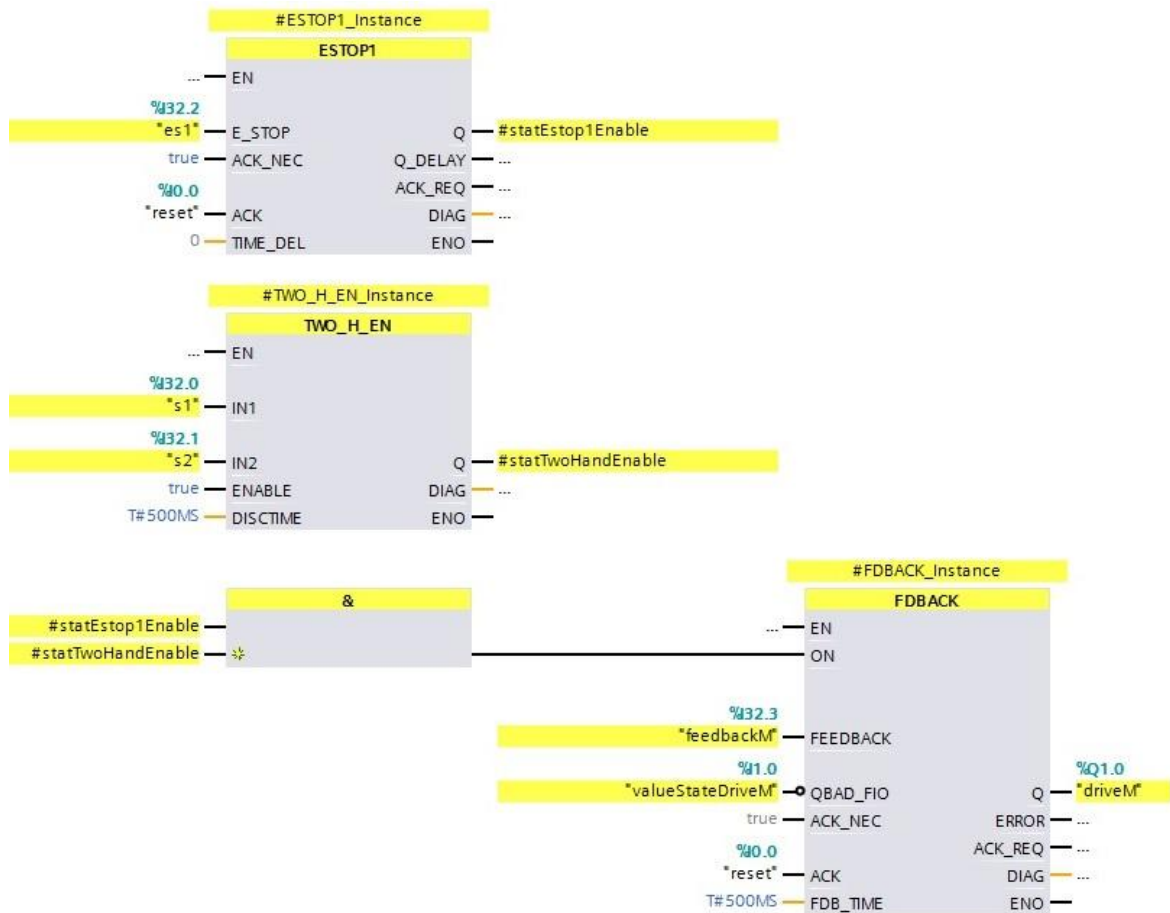 #ESTOP1_Instance
ESTOP1
... EN
%I32.2
"es1" E_STOP Q #statEstop1Enable
true ACK_NEC Q_DELAY ...
%I0.0 ACK_REQ ...
"reset" ACK DIAG ...
0 TIME_DEL ENO
#TWO_H_EN_Instance
TWO_H_EN
... EN
%I32.0
"s1" IN1
%I32.1
"s2" IN2 Q #statTwoHandEnable
true ENABLE DIAG ...
T#500MS DISCTIME ENO
#FDBACK_Instance
& FDBACK
#statEstop1Enable ... EN
#statTwoHandEnable ON
%I32.3
"feedbackM" FEEDBACK
%I1.0 %Q1.0
"valueStateDriveM" QBAD_FIO Q "driveM"
true ACK_NEC ERROR ...
%I0.0 ACK_REQ ...
"reset" ACK DIAG ...
T#500MS FDB_TIME ENO